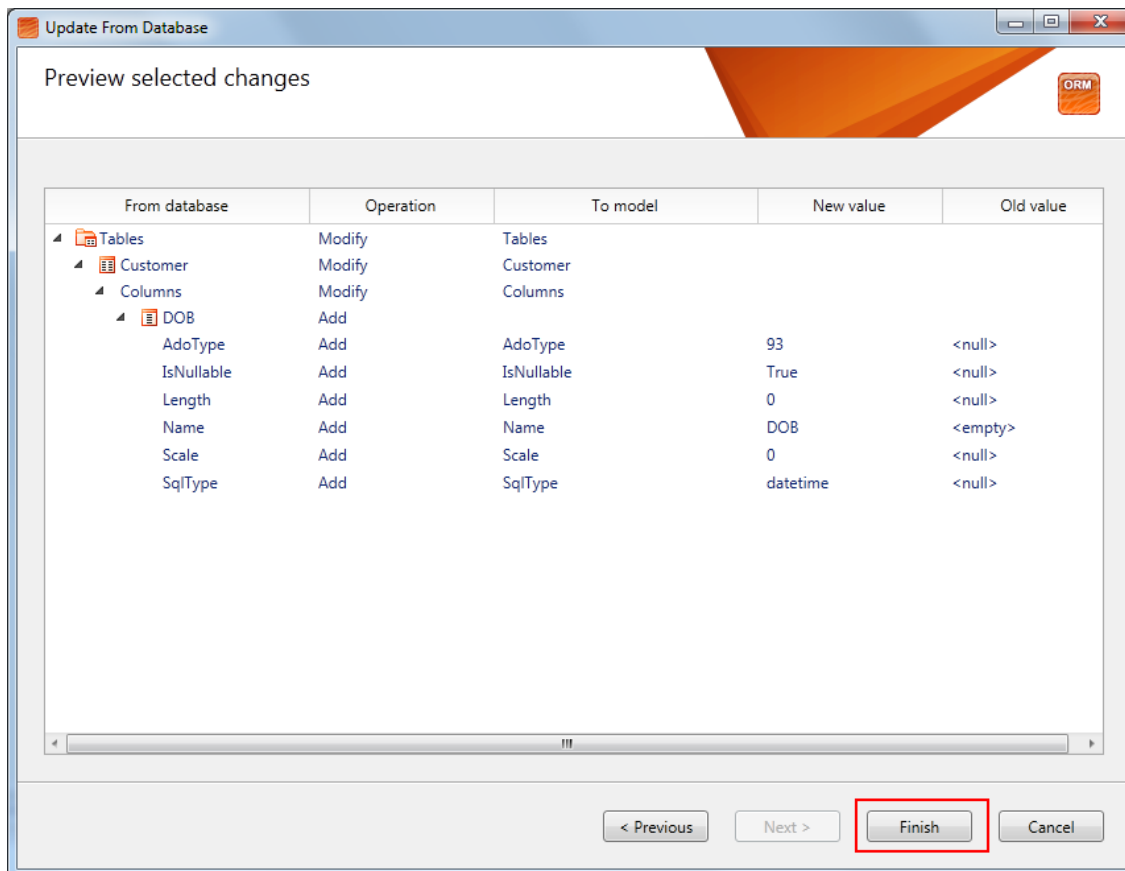 Update From Database
Preview selected changes
ORM
From database Operation To model New value Old value
Tables Modify Tables
Customer Modify Customer
Columns Modify Columns
DOB Add
AdoType Add AdoType 93 <null>
IsNullable Add IsNullable True <null>
Length Add Length 0 <null>
Name Add Name DOB <empty>
Scale Add Scale 0 <null>
SqlType Add SqlType datetime <null>
< Previous Next > Finish Cancel